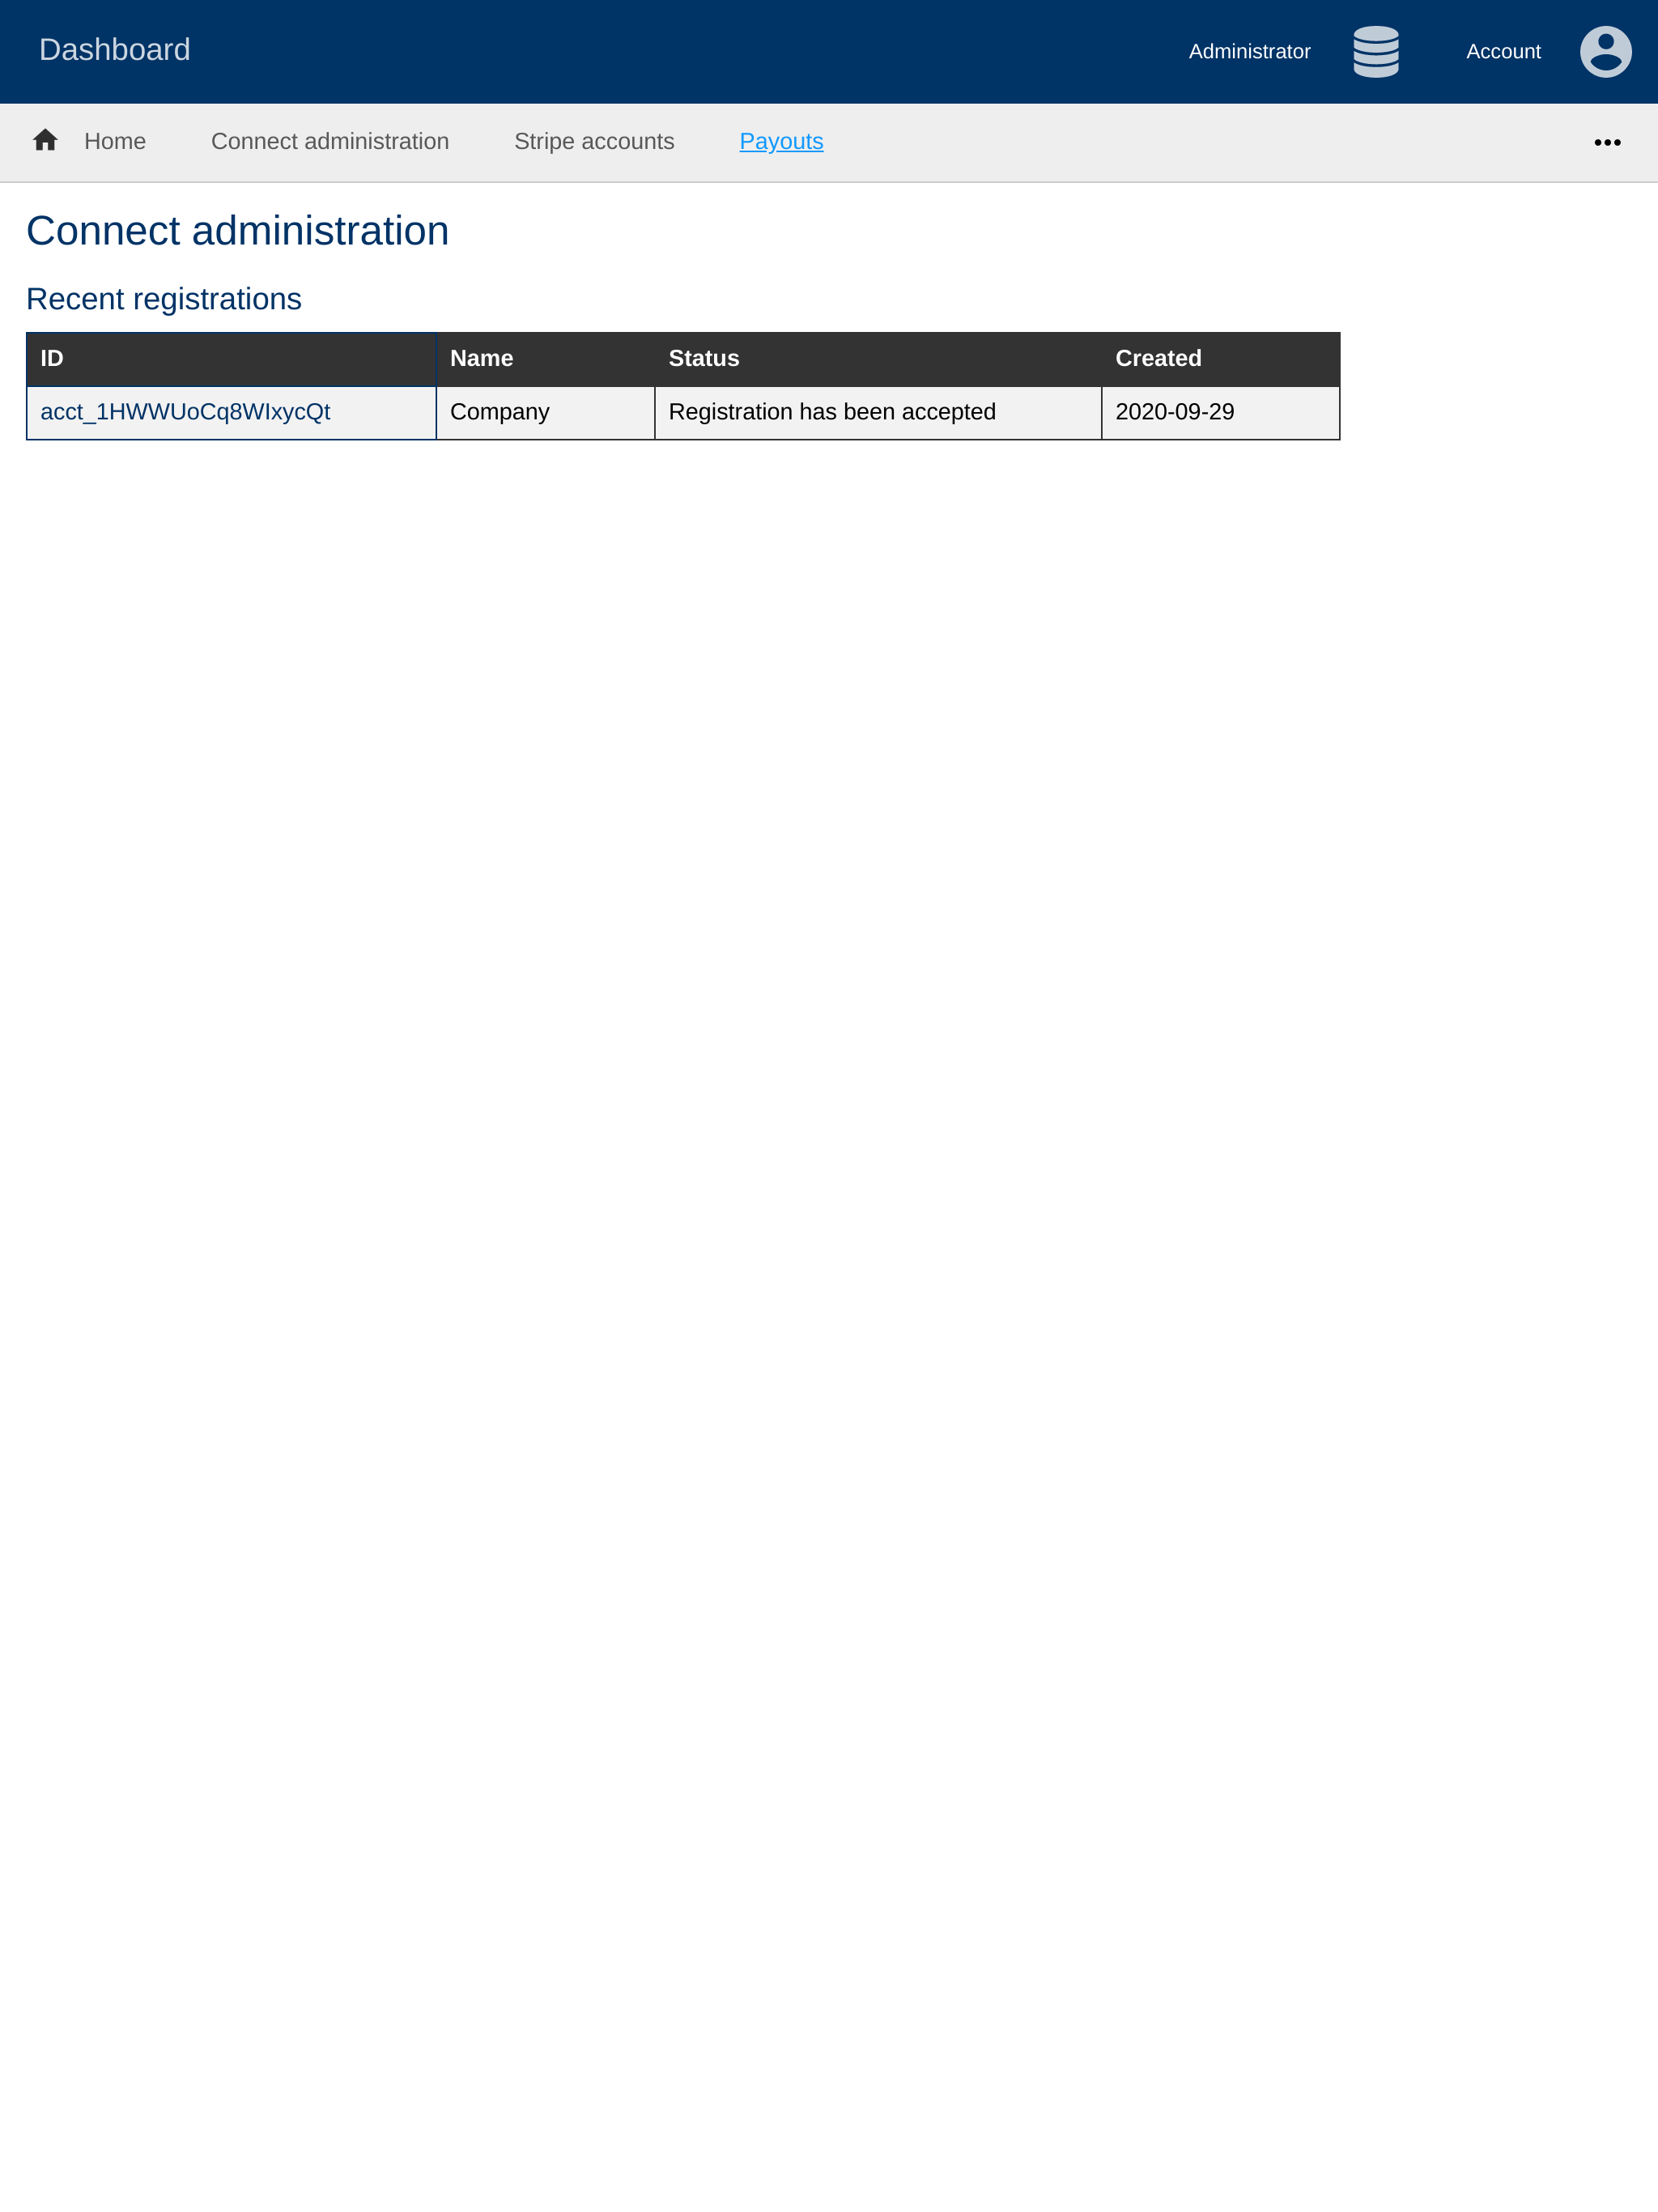 Dashboard Administrator Account
Home Connect administration Stripe accounts Payouts
Connect administration
Recent registrations
ID Name Status Created
acct_1HWWUoCq8WIxycQt Company Registration has been accepted 2020-09-29